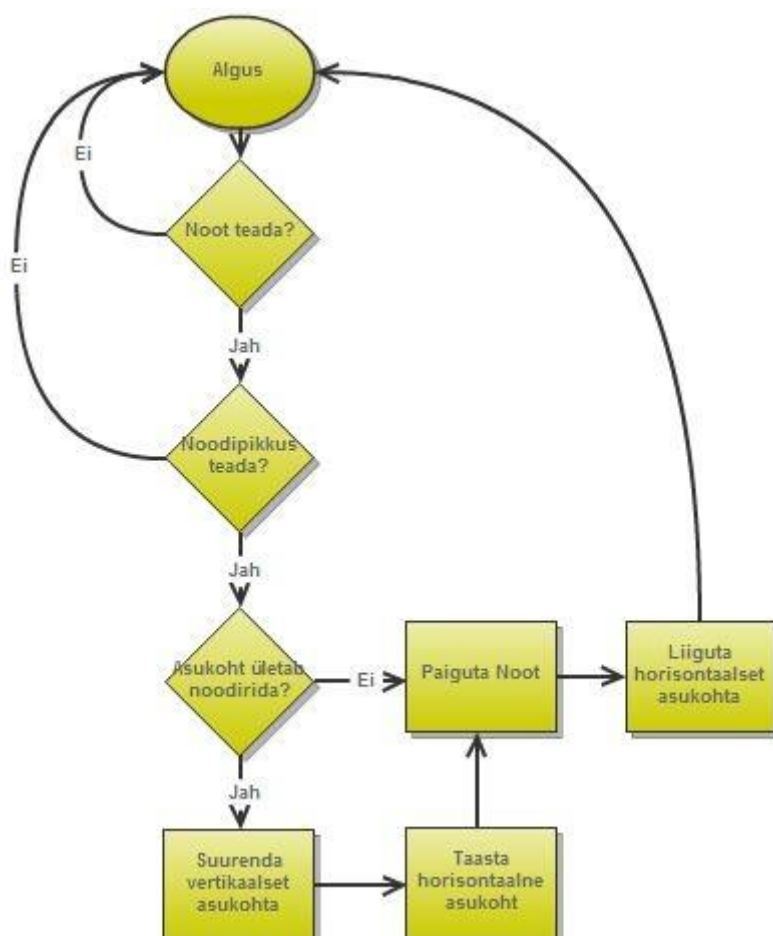 Algus
Ei
Noot teada?
Ei
Jah
Noodipikkus
teada?
Jah
Asukoht ületab
noodirida?
Ei
Paiguta Noot
Liiguta
horisontaalset
asukohta
Jah
Suurenda
vertikaalset
asukohta
Taasta
horisontaalne
asukoht